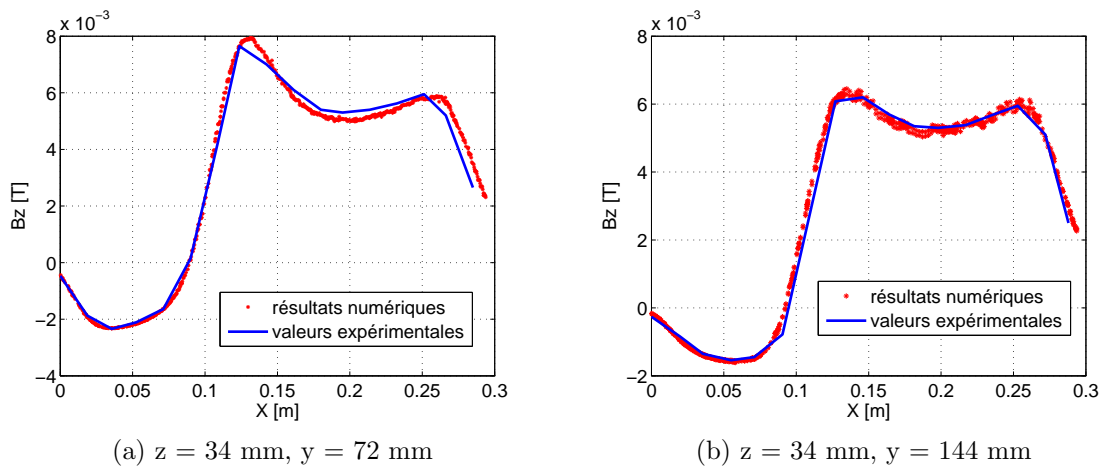 x 10⁻³
8
6
4
2
0
−2
−4
0 0.05 0.1 0.15 0.2 0.25 0.3
X [m]
Bz [T]
résultats numériques
valeurs expérimentales
(a) z = 34 mm, y = 72 mm
x 10⁻³
8
6
4
2
0
−2
0 0.05 0.1 0.15 0.2 0.25 0.3
X [m]
Bz [T]
résultats numériques
valeurs expérimentales
(b) z = 34 mm, y = 144 mm